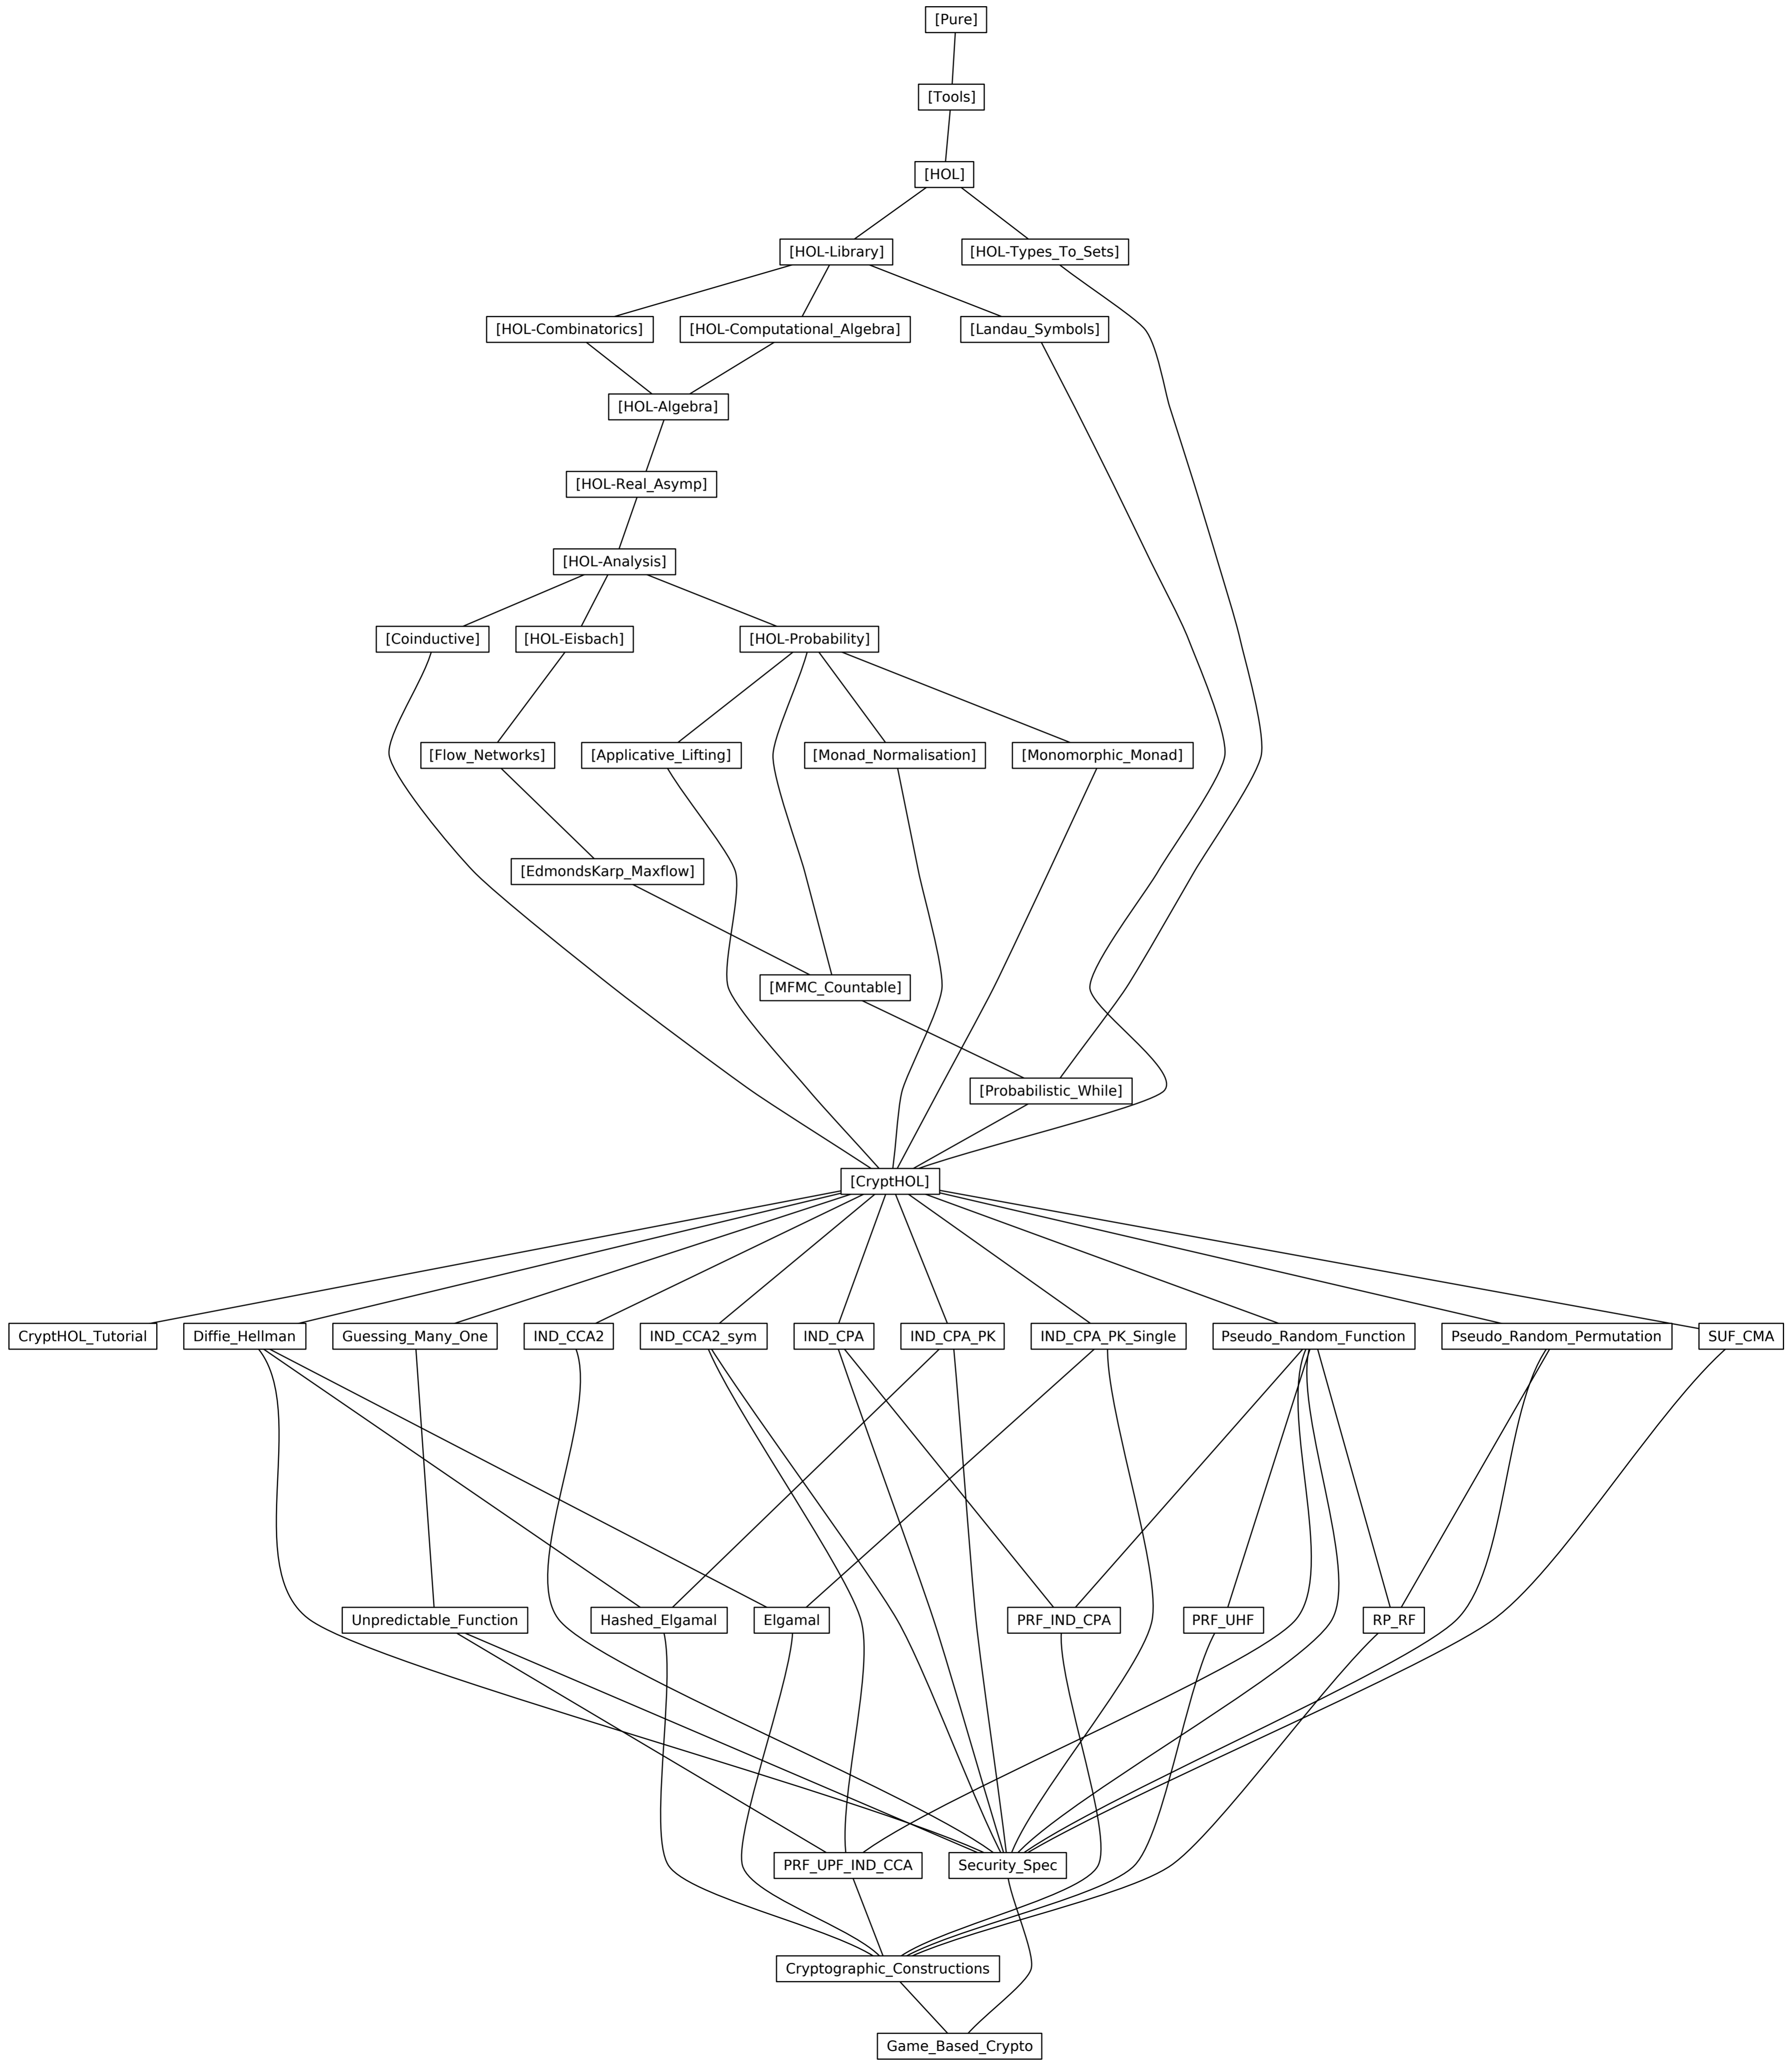 [Pure]
[Tools]
[HOL]
[HOL-Library]
[HOL-Types_To_Sets]
[HOL-Combinatorics]
[HOL-Computational_Algebra]
[Landau_Symbols]
[HOL-Algebra]
[HOL-Real_Asymp]
[HOL-Analysis]
[Coinductive]
[HOL-Eisbach]
[HOL-Probability]
[Flow_Networks]
[Applicative_Lifting]
[Monad_Normalisation]
[Monomorphic_Monad]
[EdmondsKarp_Maxflow]
[MFMC_Countable]
[Probabilistic_While]
[CryptHOL]
CryptHOL_Tutorial
Diffie_Hellman
Guessing_Many_One
IND_CCA2
IND_CCA2_sym
IND_CPA
IND_CPA_PK
IND_CPA_PK_Single
Pseudo_Random_Function
Pseudo_Random_Permutation
SUF_CMA
Unpredictable_Function
Hashed_Elgamal
Elgamal
PRF_IND_CPA
PRF_UHF
RP_RF
PRF_UPF_IND_CCA
Security_Spec
Cryptographic_Constructions
Game_Based_Crypto